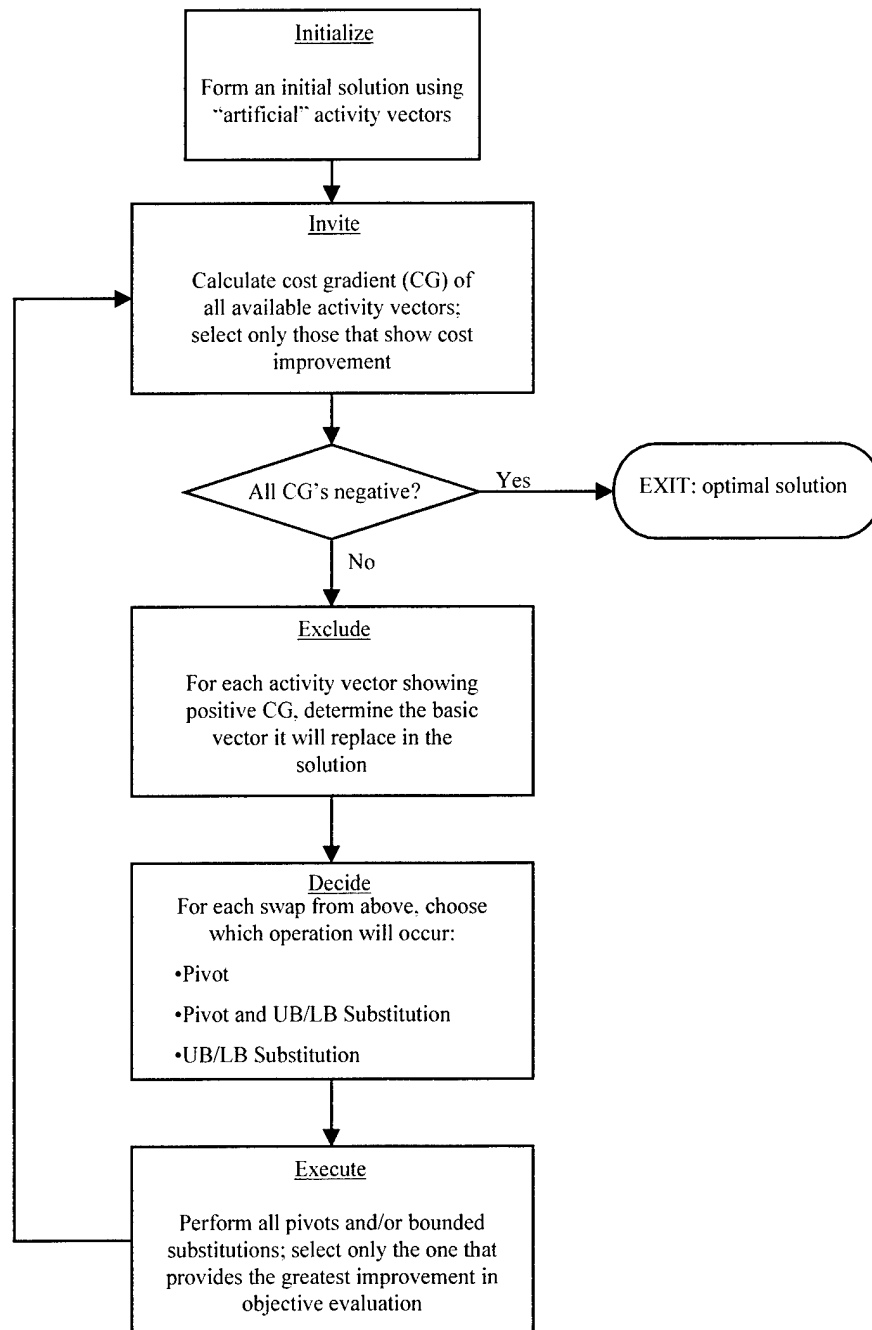 Initialize
Form an initial solution using
“artificial” activity vectors
Invite
Calculate cost gradient (CG) of
all available activity vectors;
select only those that show cost
improvement
All CG's negative?
Yes
EXIT: optimal solution
No
Exclude
For each activity vector showing
positive CG, determine the basic
vector it will replace in the
solution
Decide
For each swap from above, choose
which operation will occur:
•Pivot
•Pivot and UB/LB Substitution
•UB/LB Substitution
Execute
Perform all pivots and/or bounded
substitutions; select only the one that
provides the greatest improvement in
objective evaluation